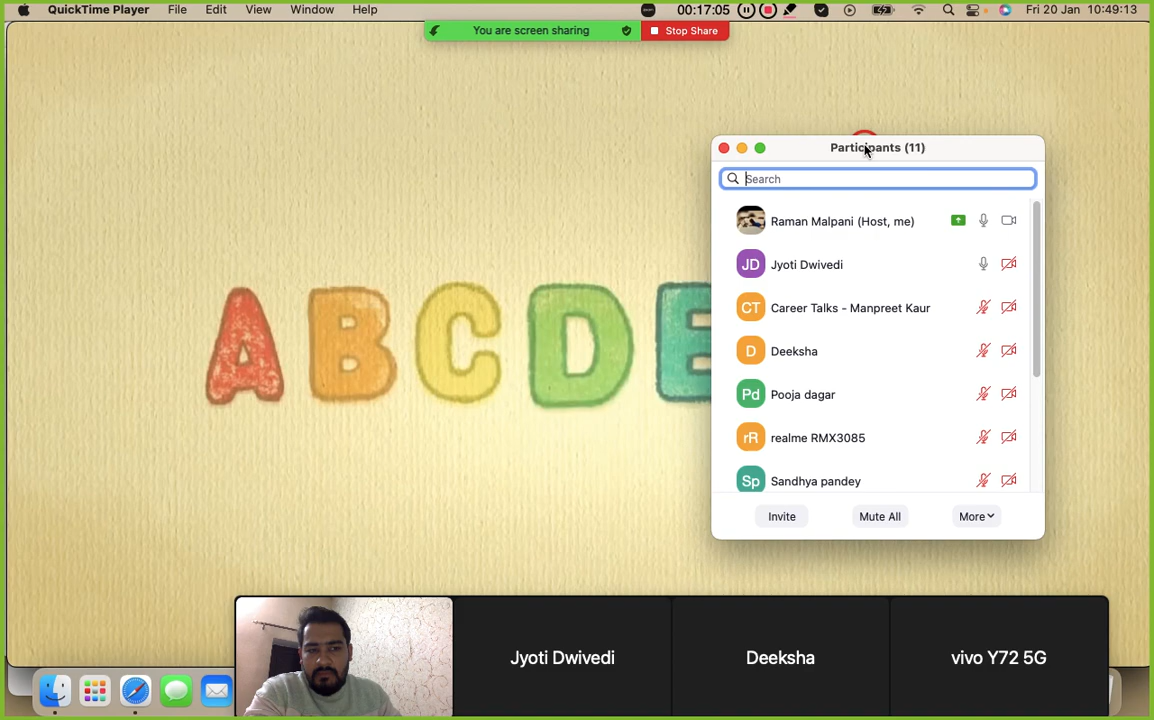 QuickTime Player File Edit View Window Help 00:17:05 Fri 20 Jan 10:49:13
You are screen sharing Stop Share
Participants (11)
Search
Raman Malpani (Host, me)
JD Jyoti Dwivedi
CT Career Talks - Manpreet Kaur
D Deeksha
Pd Pooja dagar
rR realme RMX3085
Sp Sandhya pandey
Invite Mute All More
A B C D E
Jyoti Dwivedi Deeksha vivo Y72 5G